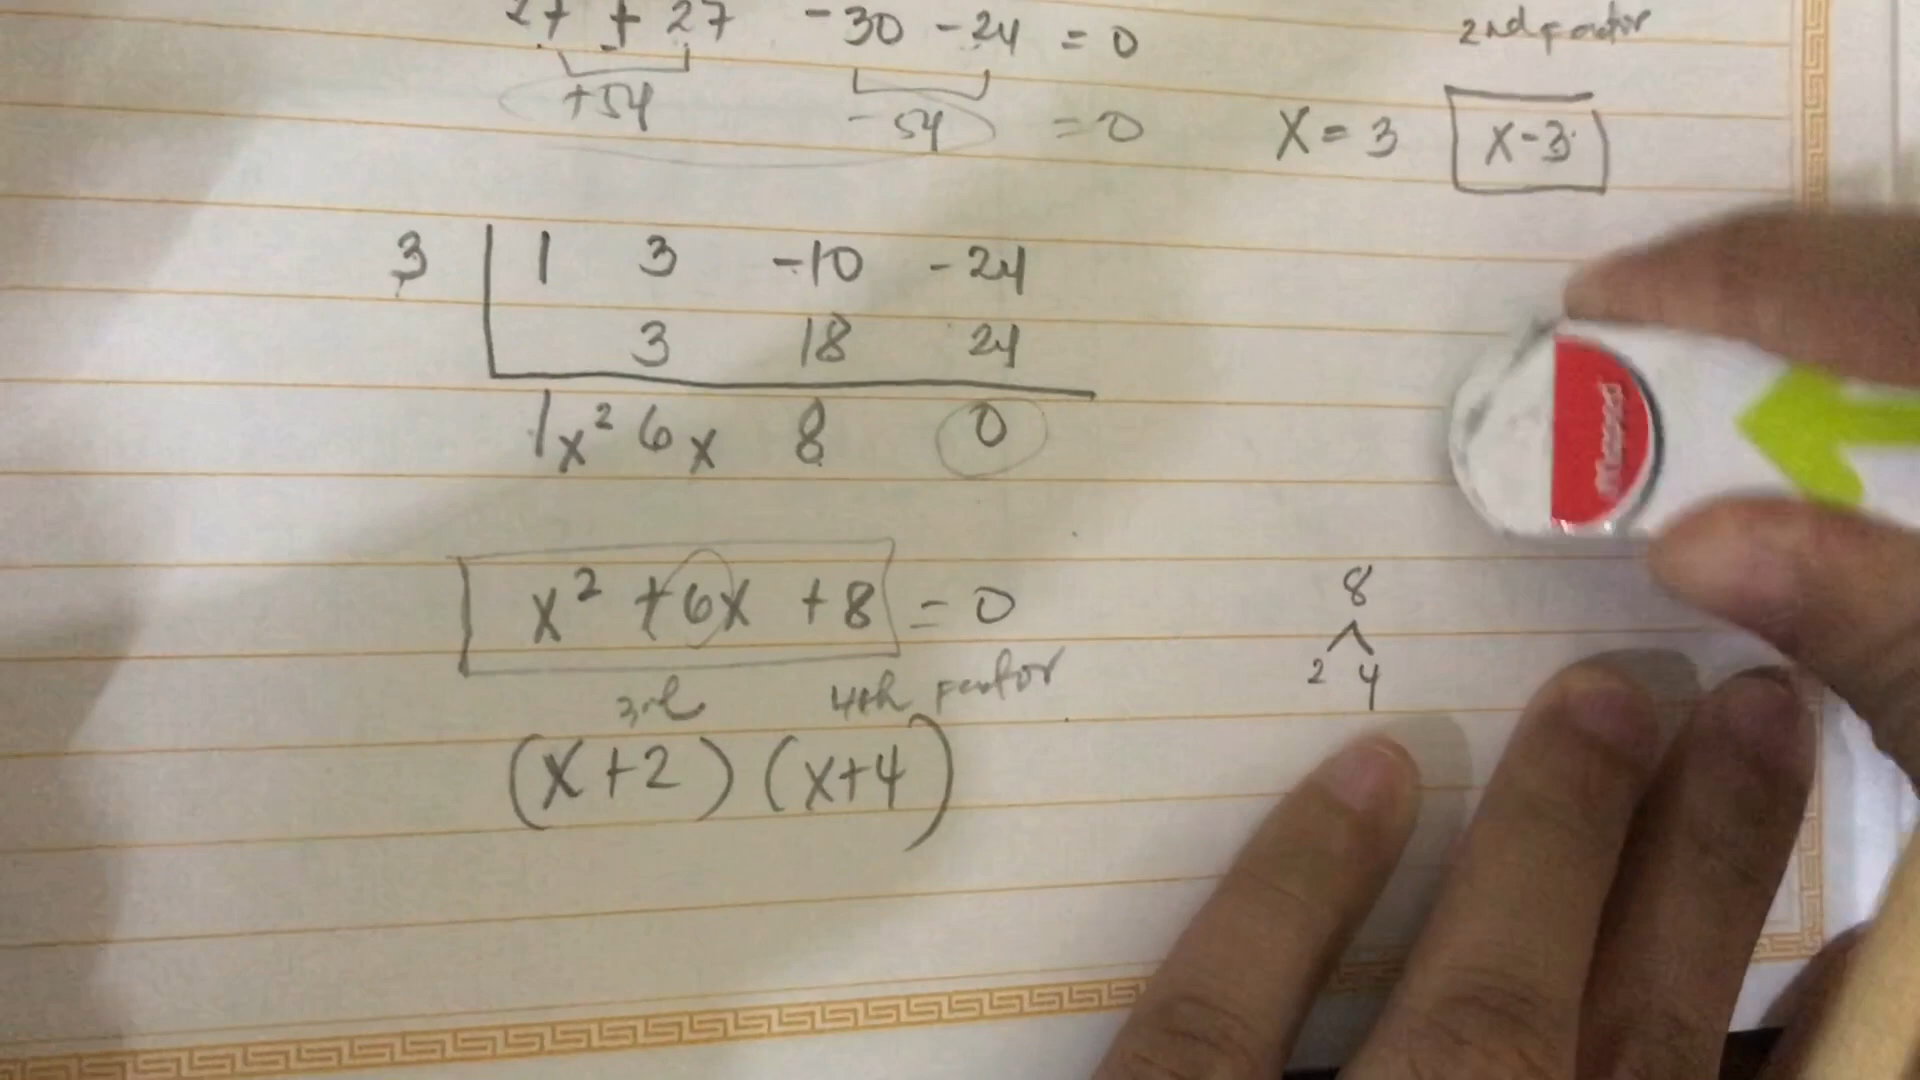 27 + 27 -30 -24 = 0
2nd factor
+54 -54 = 0
X = 3 X-3
3 1 3 -10 -24
3 18 24
1x² 6x 8 0
x² +6x +8 = 0
8
2 4
3rd 4th factor
(x+2) (x+4)